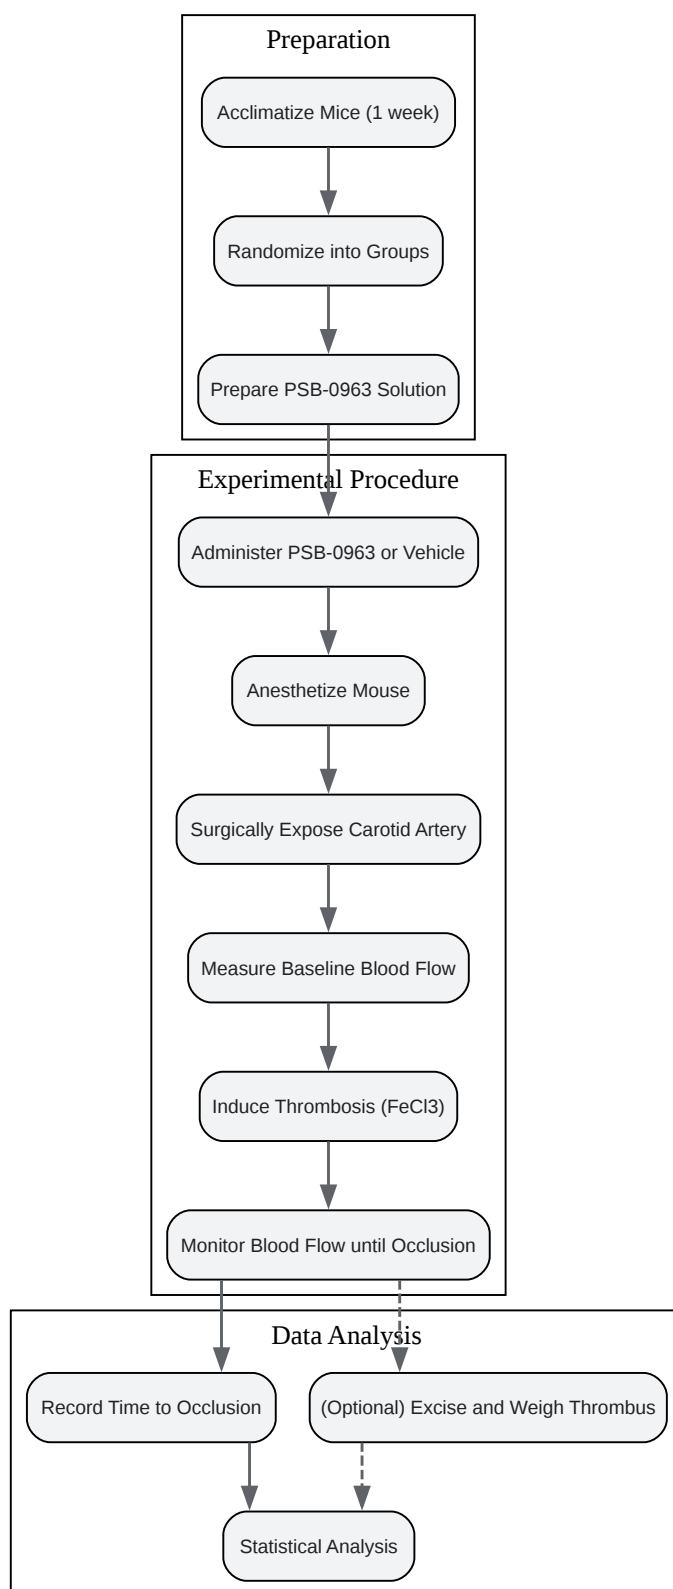 Preparation
Acclimatize Mice (1 week)
Randomize into Groups
Prepare PSB-0963 Solution
Experimental Procedure
Administer PSB-0963 or Vehicle
Anesthetize Mouse
Surgically Expose Carotid Artery
Measure Baseline Blood Flow
Induce Thrombosis (FeCl3)
Monitor Blood Flow until Occlusion
Data Analysis
Record Time to Occlusion
(Optional) Excise and Weigh Thrombus
Statistical Analysis